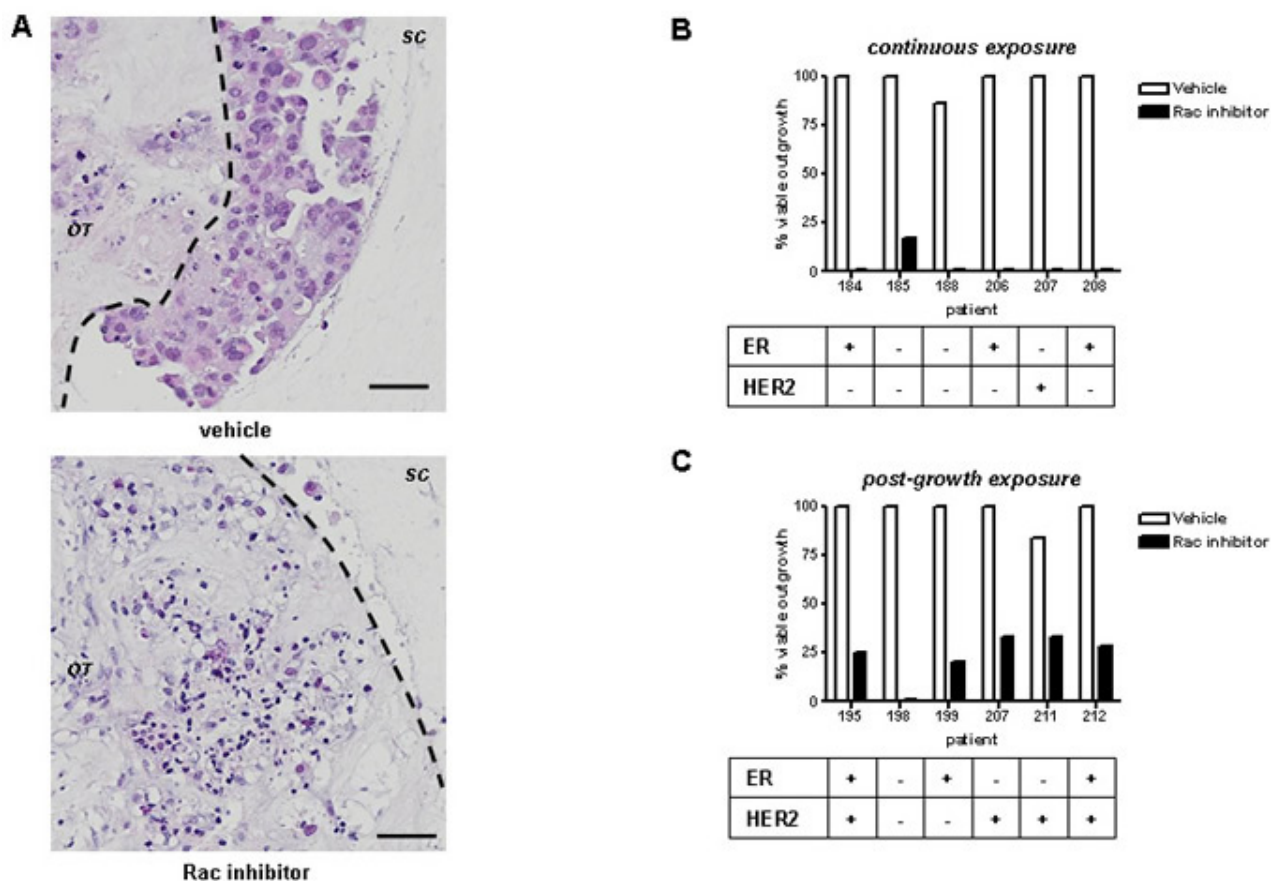 A
SC
OT
vehicle
SC
OT
Rac inhibitor
B
continuous exposure
% viable outgrowth
100
75
50
25
0
Vehicle
Rac inhibitor
184 185 188 206 207 208
patient
ER + - - + - +
HER2 - - - - + -
C
post-growth exposure
% viable outgrowth
100
75
50
25
0
Vehicle
Rac inhibitor
195 198 199 207 211 212
patient
ER + - + - - +
HER2 + - - + + +